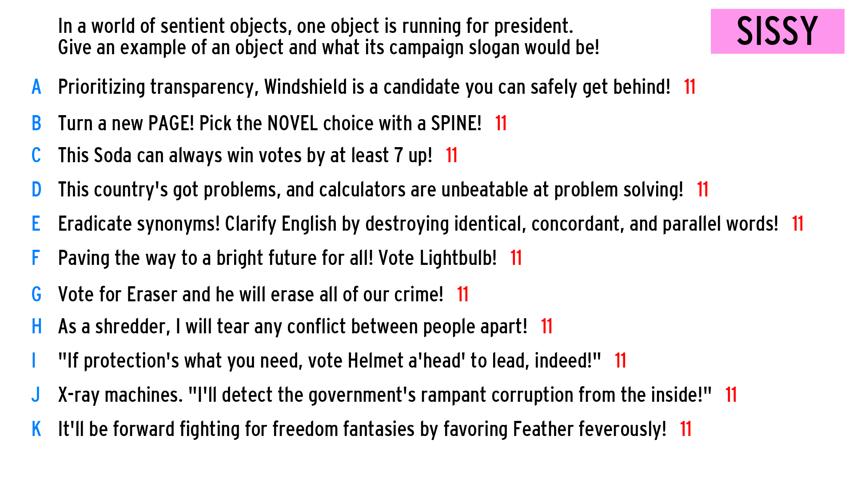 In a world of sentient objects, one object is running for president.
Give an example of an object and what its campaign slogan would be!
SISSY
A Prioritizing transparency, Windshield is a candidate you can safely get behind! 11
B Turn a new PAGE! Pick the NOVEL choice with a SPINE! 11
C This Soda can always win votes by at least 7 up! 11
D This country's got problems, and calculators are unbeatable at problem solving! 11
E Eradicate synonyms! Clarify English by destroying identical, concordant, and parallel words! 11
F Paving the way to a bright future for all! Vote Lightbulb! 11
G Vote for Eraser and he will erase all of our crime! 11
H As a shredder, I will tear any conflict between people apart! 11
I "If protection's what you need, vote Helmet a'head' to lead, indeed!" 11
J X-ray machines. "I'll detect the government's rampant corruption from the inside!" 11
K It'll be forward fighting for freedom fantasies by favoring Feather feverously! 11